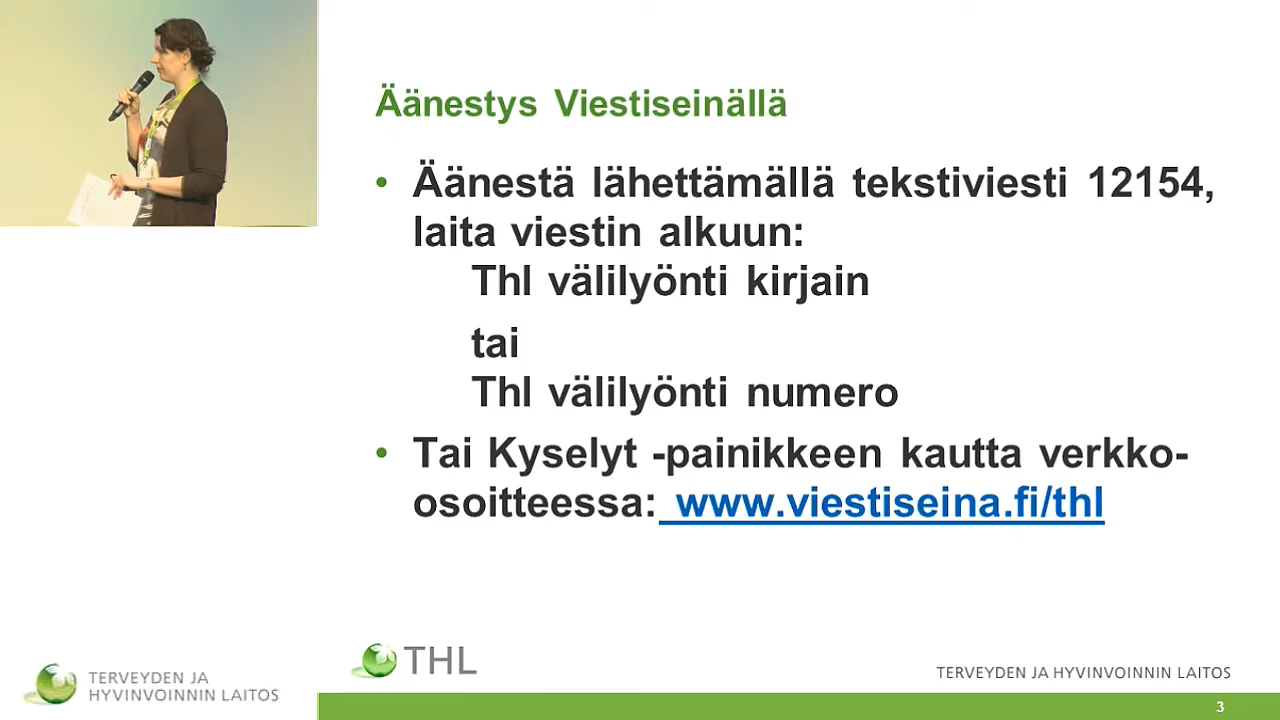 Äänestys Viestiseinällä
• Äänestä lähettämällä tekstiviesti 12154,
laita viestin alkuun:
Thl välilyönti kirjain
tai
Thl välilyönti numero
• Tai Kyselyt -painikkeen kautta verkko-
osoitteessa: www.viestiseina.fi/thl
TERVEYDEN JA
HYVINVOINNIN LAITOS
THL
TERVEYDEN JA HYVINVOINNIN LAITOS
3